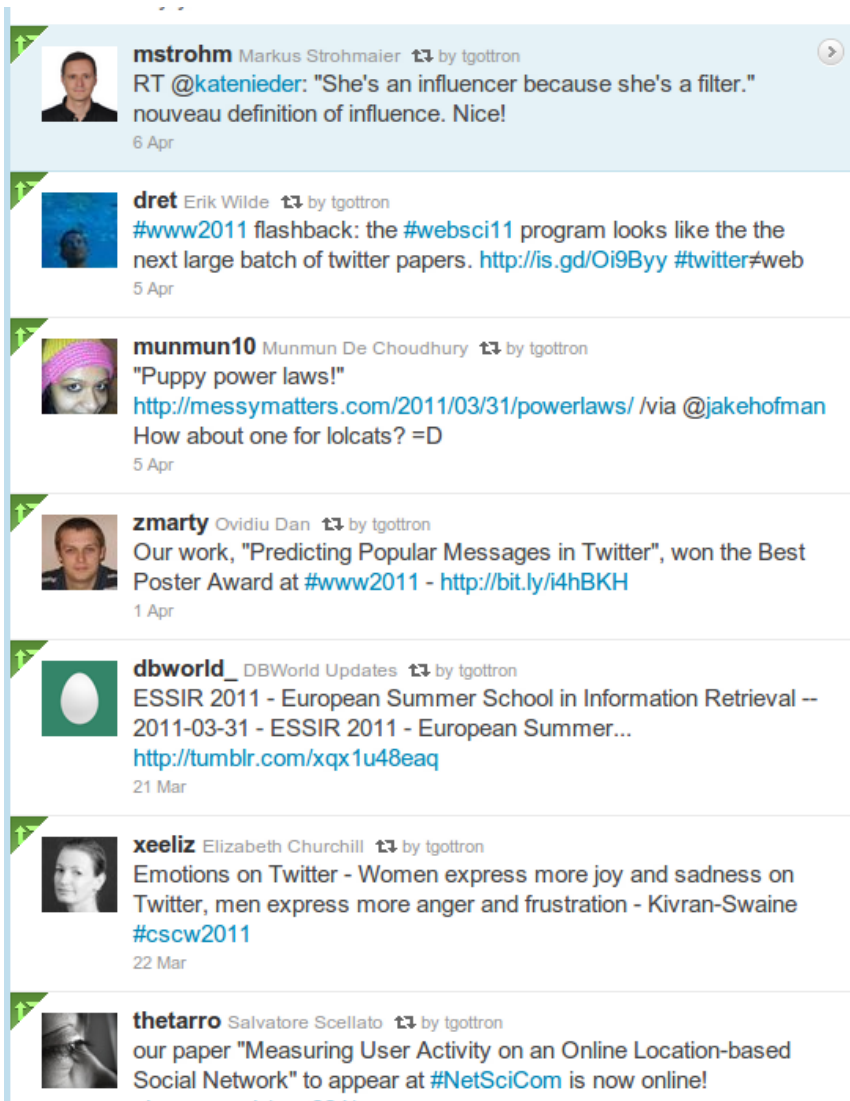 mstrohm Markus Strohmaier by tgottron
RT @katenieder: "She's an influencer because she's a filter."
nouveau definition of influence. Nice!
6 Apr
dret Erik Wilde by tgottron
#www2011 flashback: the #websci11 program looks like the the
next large batch of twitter papers. http://is.gd/Oi9Byy #twitter≠web
5 Apr
munmun10 Munmun De Choudhury by tgottron
"Puppy power laws!"
http://messymatters.com/2011/03/31/powerlaws/ /via @jakehofman
How about one for lolcats? =D
5 Apr
zmarty Ovidiu Dan by tgottron
Our work, "Predicting Popular Messages in Twitter", won the Best
Poster Award at #www2011 - http://bit.ly/i4hBKH
1 Apr
dbworld_ DBWorld Updates by tgottron
ESSIR 2011 - European Summer School in Information Retrieval --
2011-03-31 - ESSIR 2011 - European Summer...
http://tumblr.com/xqx1u48eaq
21 Mar
xeeliz Elizabeth Churchill by tgottron
Emotions on Twitter - Women express more joy and sadness on
Twitter, men express more anger and frustration - Kivran-Swaine
#cscw2011
22 Mar
thetarro Salvatore Scellato by tgottron
our paper "Measuring User Activity on an Online Location-based
Social Network" to appear at #NetSciCom is now online!